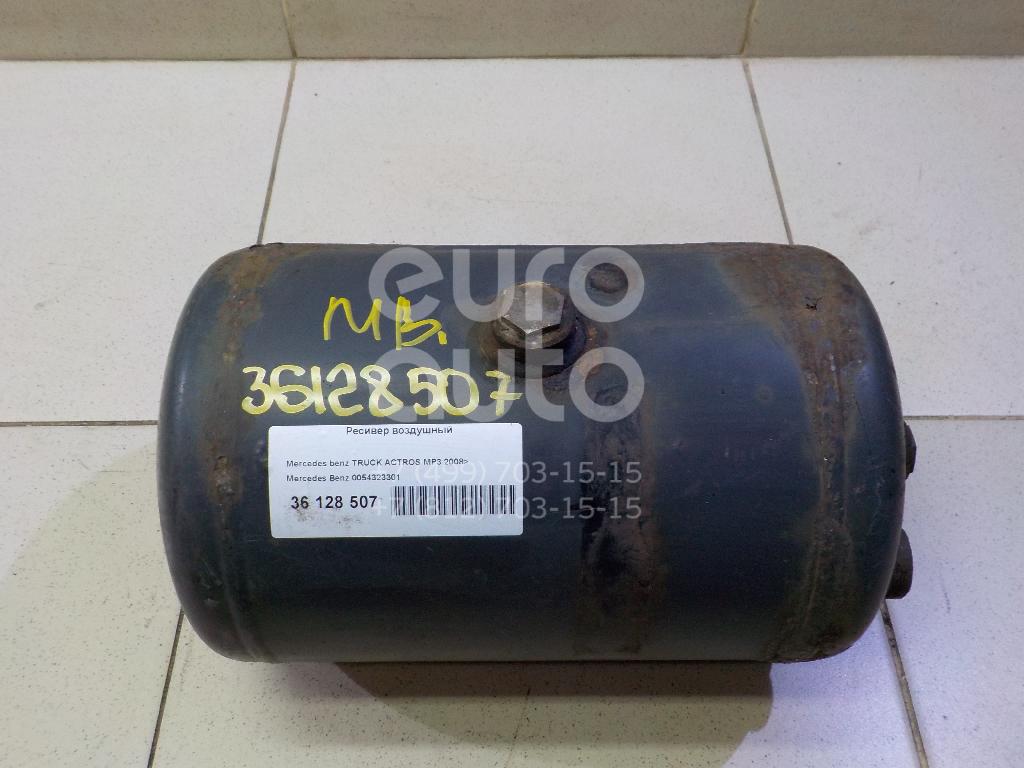 euro
auto
MB.
36128507
Ресивер воздушный
Mercedes benz TRUCK ACTROS MP3 2008>
Mercedes Benz 0054323301
36 128 507
(499) 703-15-15
703-15-15